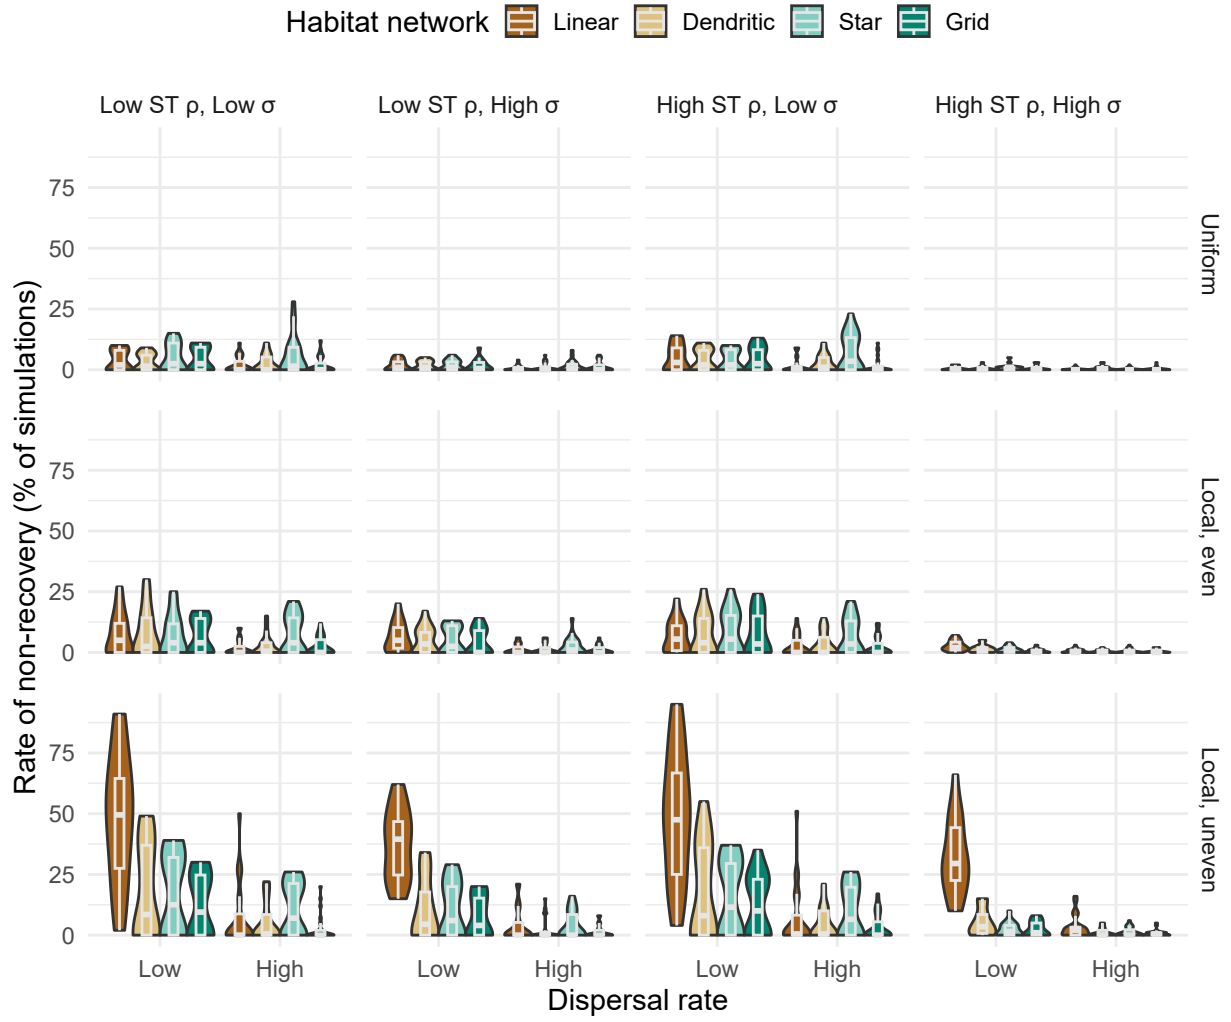 Habitat network Linear Dendritic Star Grid
Low ST ρ, Low σ Low ST ρ, High σ High ST ρ, Low σ High ST ρ, High σ
Rate of non-recovery (% of simulations)
75
50
25
0
Uniform
75
50
25
0
Local, even
75
50
25
0
Local, uneven
Low High Low High Low High Low High
Dispersal rate